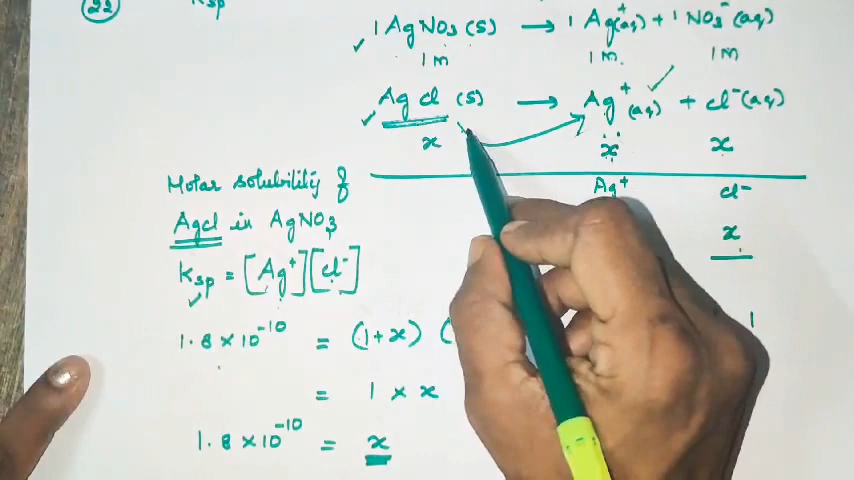 22 Ksp
1 AgNO3 (s) → 1 Ag+(aq) + 1 NO3-(aq)
1M 1M 1M
AgCl (s) → Ag+(aq) + Cl-(aq)
x x x
Ag+ Cl-
Molar solubility of
AgCl in AgNO3
x
Ksp = [Ag+][Cl-]
1.8 × 10^-10 = (1+x) (
= 1 × x
1.8 × 10^-10 = x